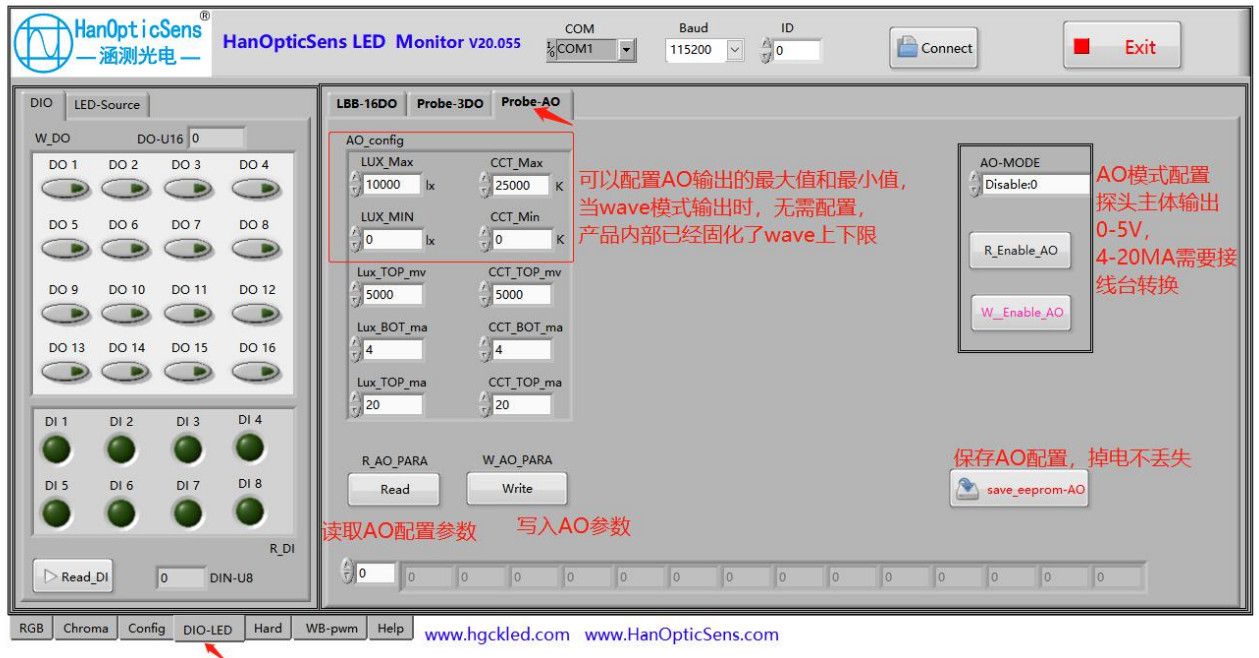 HanOpticSens®
涵测光电
HanOpticSens LED Monitor V20.055
COM
COM1
Baud
115200
ID
0
Connect
Exit
DIO
LED-Source
W_DO
DO-U16
0
DO 1 DO 2 DO 3 DO 4
DO 5 DO 6 DO 7 DO 8
DO 9 DO 10 DO 11 DO 12
DO 13 DO 14 DO 15 DO 16
DI 1 DI 2 DI 3 DI 4
DI 5 DI 6 DI 7 DI 8
R_DI
Read_DI
0
DIN-U8
LBB-16DO
Probe-3DO
Probe-AO
AO_config
LUX_Max CCT_Max
10000 lx 25000 K
LUX_MIN CCT_Min
0 lx 0 K
Lux_TOP_mv CCT_TOP_mv
5000 5000
Lux_BOT_ma CCT_BOT_ma
4 4
Lux_TOP_ma CCT_TOP_ma
20 20
可以配置AO输出的最大值和最小值，
当wave模式输出时，无需配置，
产品内部已经固化了wave上下限
AO-MODE
Disable:0
R_Enable_AO
W__Enable_AO
AO模式配置
探头主体输出
0-5V，
4-20MA需要接
线台转换
R_AO_PARA W_AO_PARA
Read Write
读取AO配置参数
写入AO参数
保存AO配置，掉电不丢失
save_eeprom-AO
0 0 0 0 0 0 0 0 0 0 0 0 0 0 0
RGB Chroma Config DIO-LED Hard WB-pwm Help
www.hgckled.com www.HanOpticSens.com